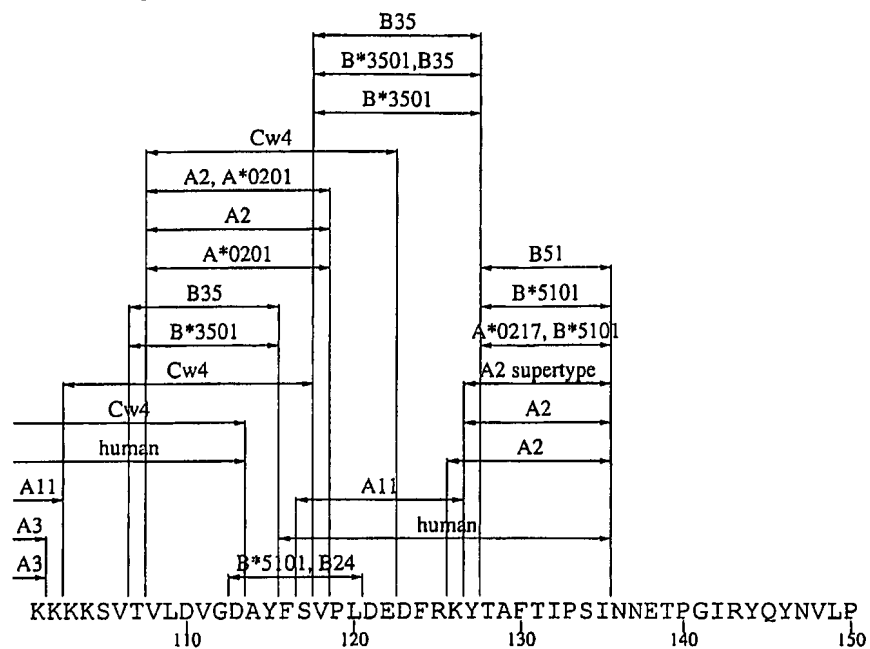 B35
B*3501,B35
B*3501
Cw4
A2, A*0201
A2
A*0201
B51
B35
B*5101
B*3501
A*0217, B*5101
Cw4
A2 supertype
Cw4
A2
human
A2
A11
A11
A3
human
A3
B*5101, B24
KKKKSVTVLDVGDAYFSVPLDEDFRKYTAFTIPSINNETPGIRYQYNVLP
110 120 130 140 150